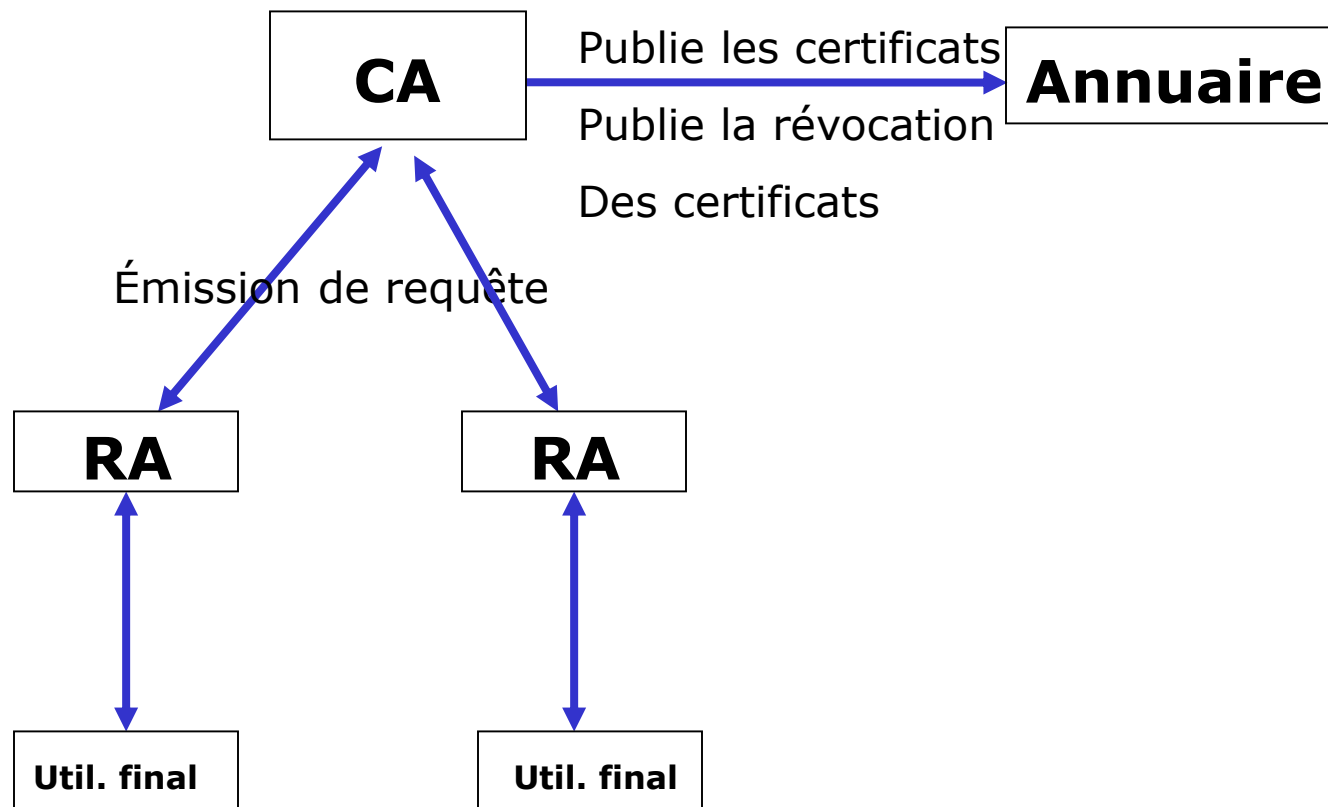 CA
Publie les certificats
Annuaire
Publie la révocation
Des certificats
Émission de requête
RA
RA
Util. final
Util. final